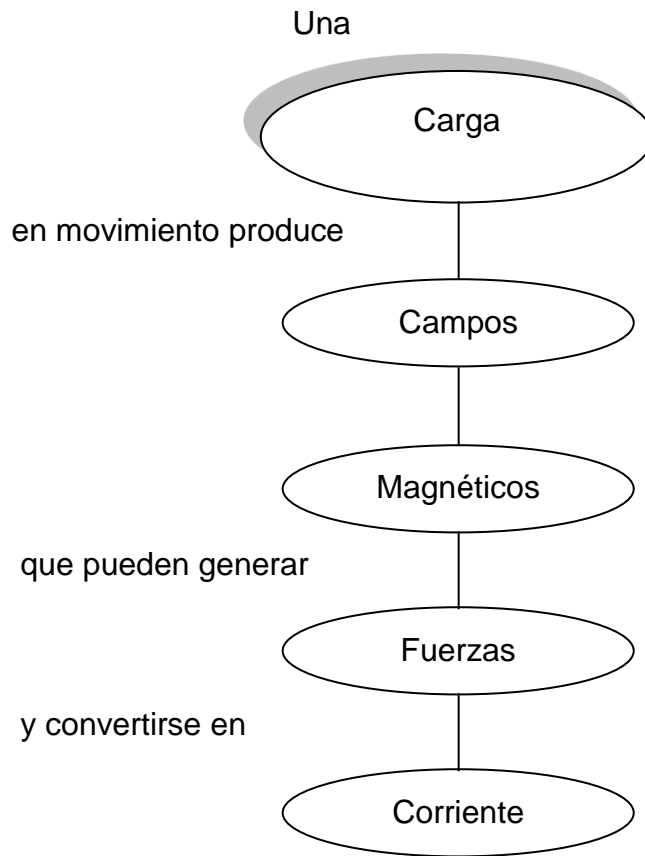 Una
Carga
en movimiento produce
Campos
Magnéticos
que pueden generar
Fuerzas
y convertirse en
Corriente